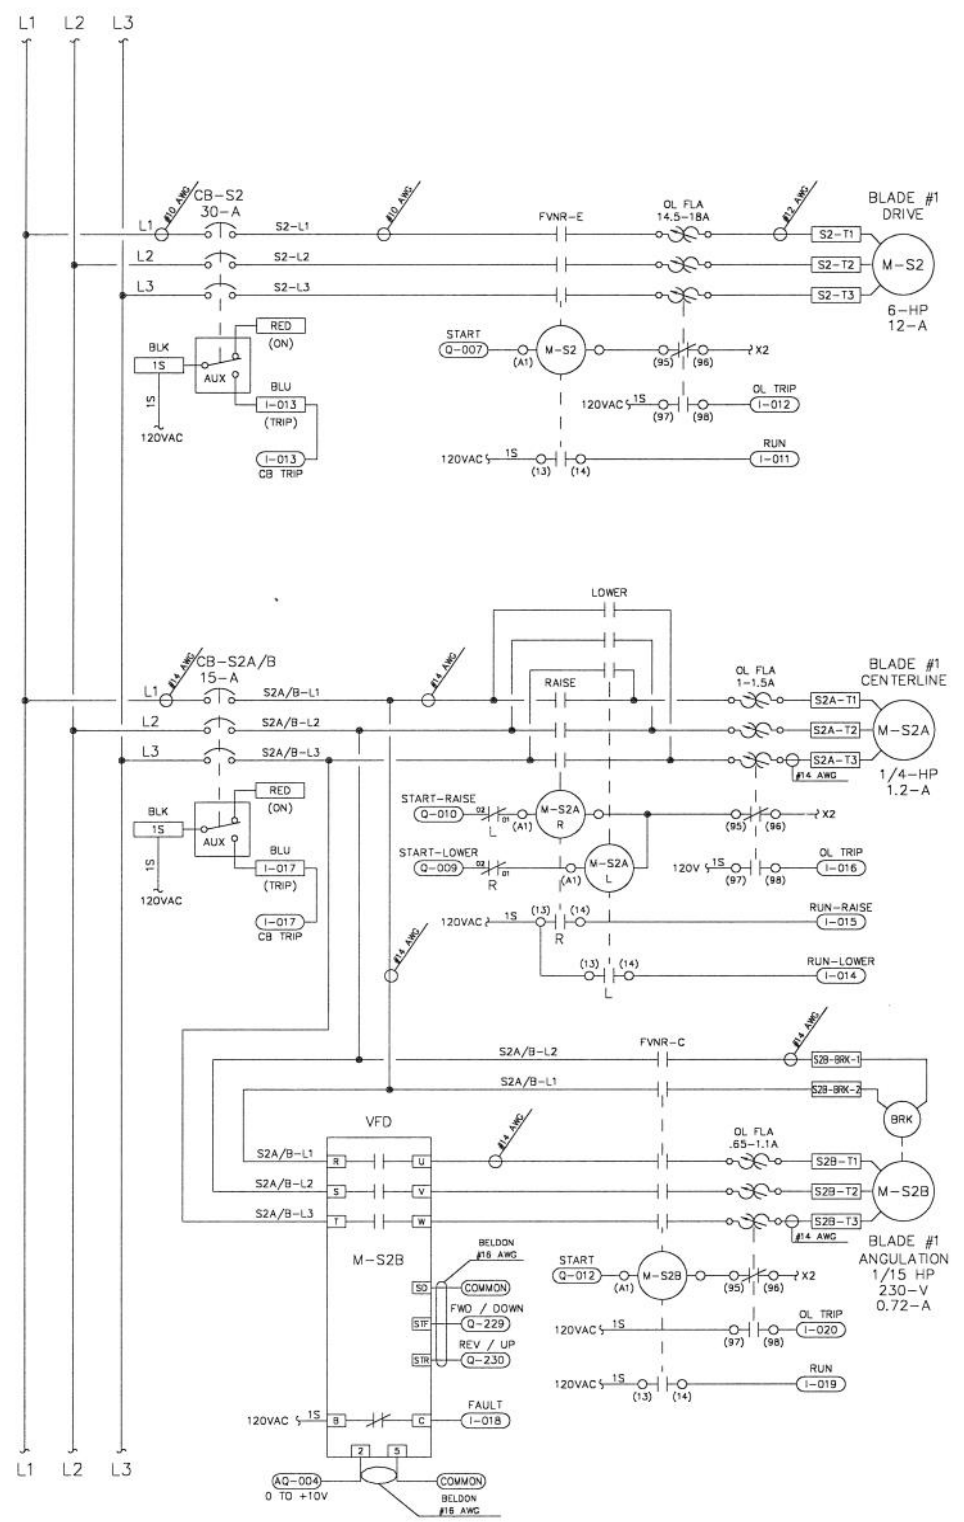 L1 L2 L3
#10 AWG
CB-S2
30-A
#10 AWG
OL FLA
14.5-18A
#12 AWG
BLADE #1
DRIVE
FVNR-E
L1
S2-L1
S2-T1
L2
S2-L2
S2-T2
M-S2
L3
S2-L3
S2-T3
6-HP
12-A
RED
(ON)
BLK
1S
AUX
1S
120VAC
BLU
I-013
(TRIP)
I-013
CB TRIP
START
Q-007
(A1)
M-S2
(95)
(96)
X2
OL TRIP
120VAC 1S
(97)
(98)
I-012
RUN
120VAC 1S
(13)
(14)
I-011
LOWER
#14 AWG
CB-S2A/B
15-A
#14 AWG
RAISE
OL FLA
1-1.5A
BLADE #1
CENTERLINE
L1
S2A/B-L1
S2A-T1
L2
S2A/B-L2
S2A-T2
M-S2A
L3
S2A/B-L3
S2A-T3
#14 AWG
1/4-HP
1.2-A
RED
(ON)
BLK
1S
AUX
1S
120VAC
BLU
I-017
(TRIP)
I-017
CB TRIP
START-RAISE
Q-010
02
01
L
(A1)
M-S2A
R
(95)
(96)
X2
START-LOWER
Q-009
02
01
R
(A1)
M-S2A
L
OL TRIP
120V 1S
(97)
(98)
I-016
RUN-RAISE
120VAC 1S
(13)
(14)
R
I-015
RUN-LOWER
(13)
(14)
L
I-014
#14 AWG
#14 AWG
FVNR-C
S2A/B-L2
S2B-BRK-1
S2A/B-L1
S2B-BRK-2
BRK
VFD
#14 AWG
OL FLA
.65-1.1A
S2A/B-L1
R
U
S2B-T1
S2A/B-L2
S
V
S2B-T2
M-S2B
S2A/B-L3
T
W
S2B-T3
#14 AWG
BLADE #1
ANGULATION
1/15 HP
230-V
0.72-A
M-S2B
BELDON
#16 AWG
SD
COMMON
FWD / DOWN
STF
Q-229
REV / UP
STR
Q-230
START
Q-012
(A1)
M-S2B
(95)
(96)
X2
OL TRIP
120VAC 1S
(97)
(98)
I-020
RUN
120VAC 1S
(13)
(14)
I-019
FAULT
120VAC 1S
B
C
I-018
2
5
AQ-004
0 TO +10V
COMMON
BELDON
#16 AWG
L1 L2 L3